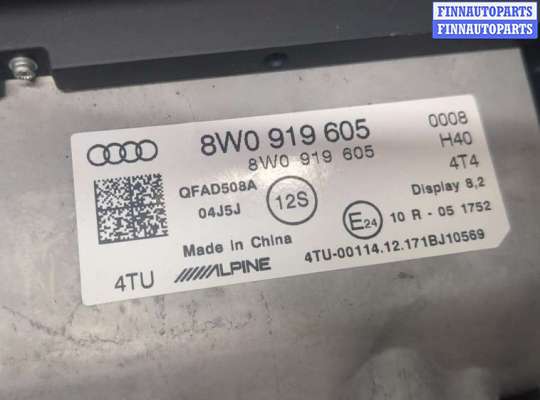 FINNAUTOPARTS
FINNAUTOPARTS
8W0 919 605
8W0 919 605
0008
H40
4T4
QFAD508A
04J5J
12S
Display 8,2
E24
10 R - 05 1752
Made in China
4TU
ALPINE
4TU-00114.12.171BJ10569